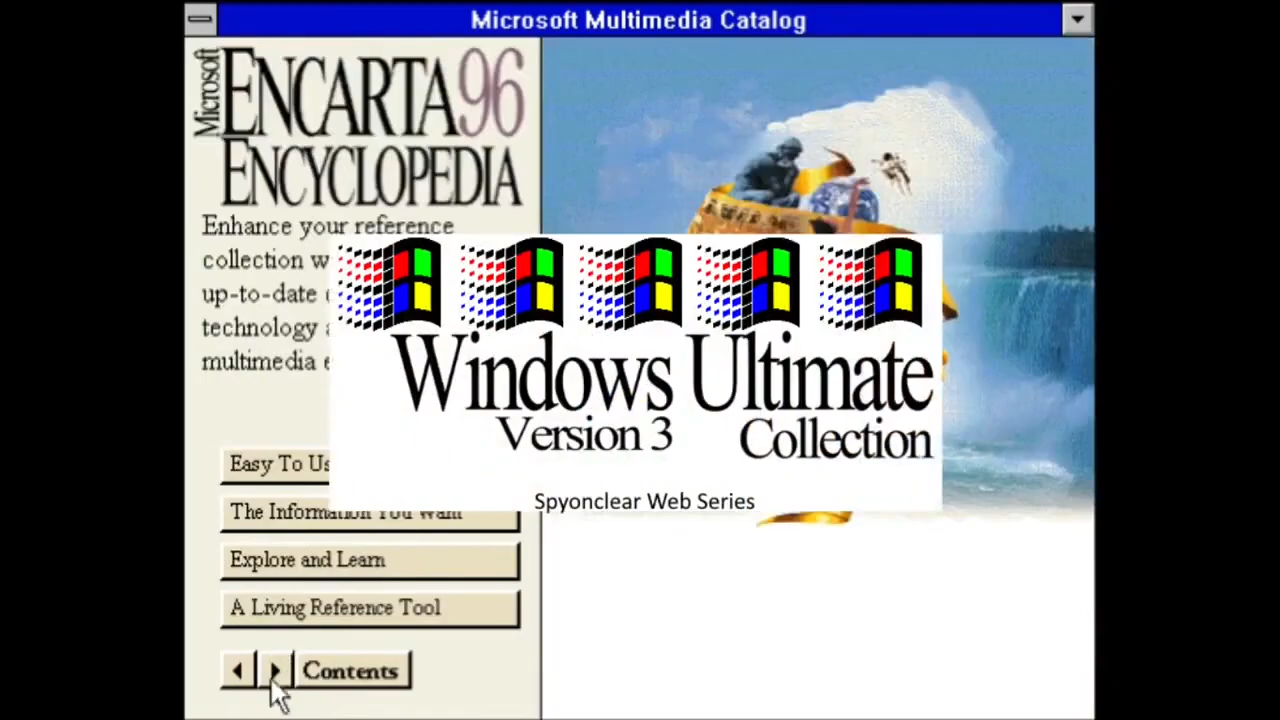 Microsoft Multimedia Catalog
Microsoft
ENCARTA 96
ENCYCLOPEDIA
Enhance your reference
collection w
up-to-date
technology
multimedia
Windows Ultimate
Version 3 Collection
Spyonclear Web Series
Easy To Us
The Information You Want
Explore and Learn
A Living Reference Tool
Contents